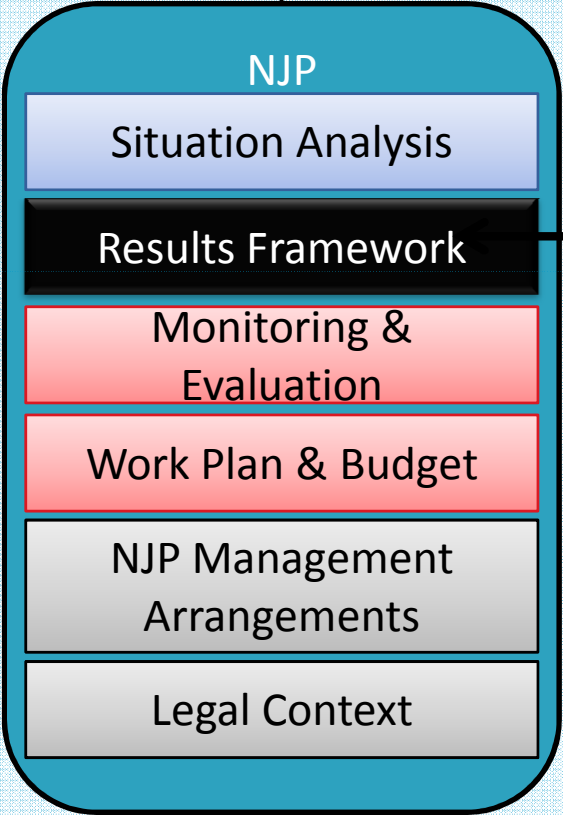 NJP
Situation Analysis
Results Framework
Monitoring &
Evaluation
Work Plan & Budget
NJP Management
Arrangements
Legal Context